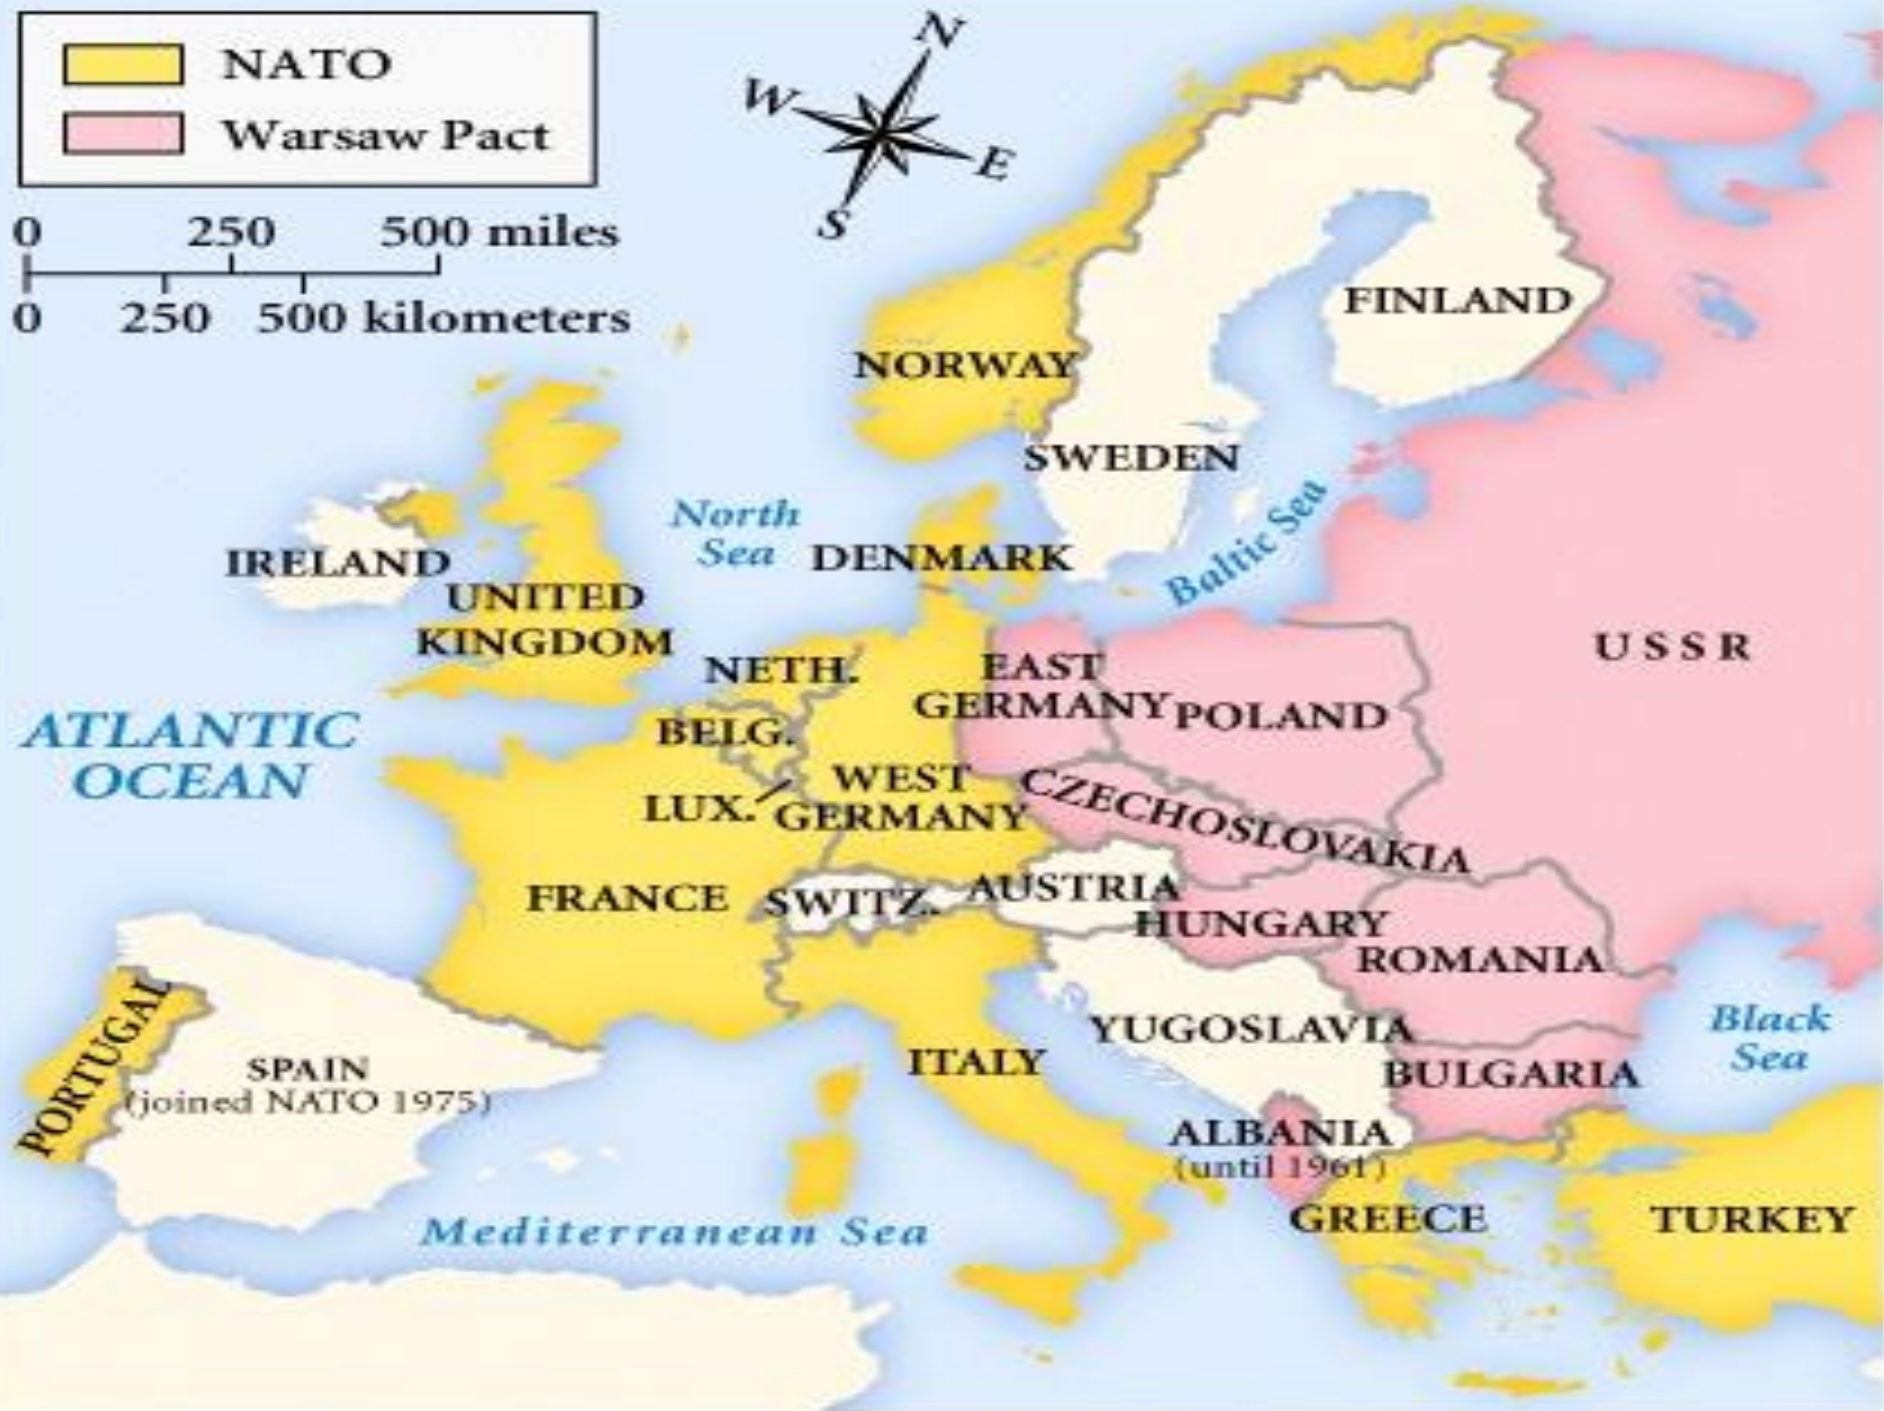 NATO
Warsaw Pact
0 250 500 miles
0 250 500 kilometers
N
W
E
S
FINLAND
NORWAY
SWEDEN
North
Sea
Baltic Sea
DENMARK
IRELAND
UNITED
KINGDOM
USSR
NETH.
EAST
GERMANY
POLAND
BELG.
ATLANTIC
OCEAN
WEST
GERMANY
LUX.
CZECHOSLOVAKIA
FRANCE
SWITZ.
AUSTRIA
HUNGARY
ROMANIA
PORTUGAL
SPAIN
(joined NATO 1975)
ITALY
YUGOSLAVIA
Black
Sea
BULGARIA
ALBANIA
(until 1961)
GREECE
TURKEY
Mediterranean Sea